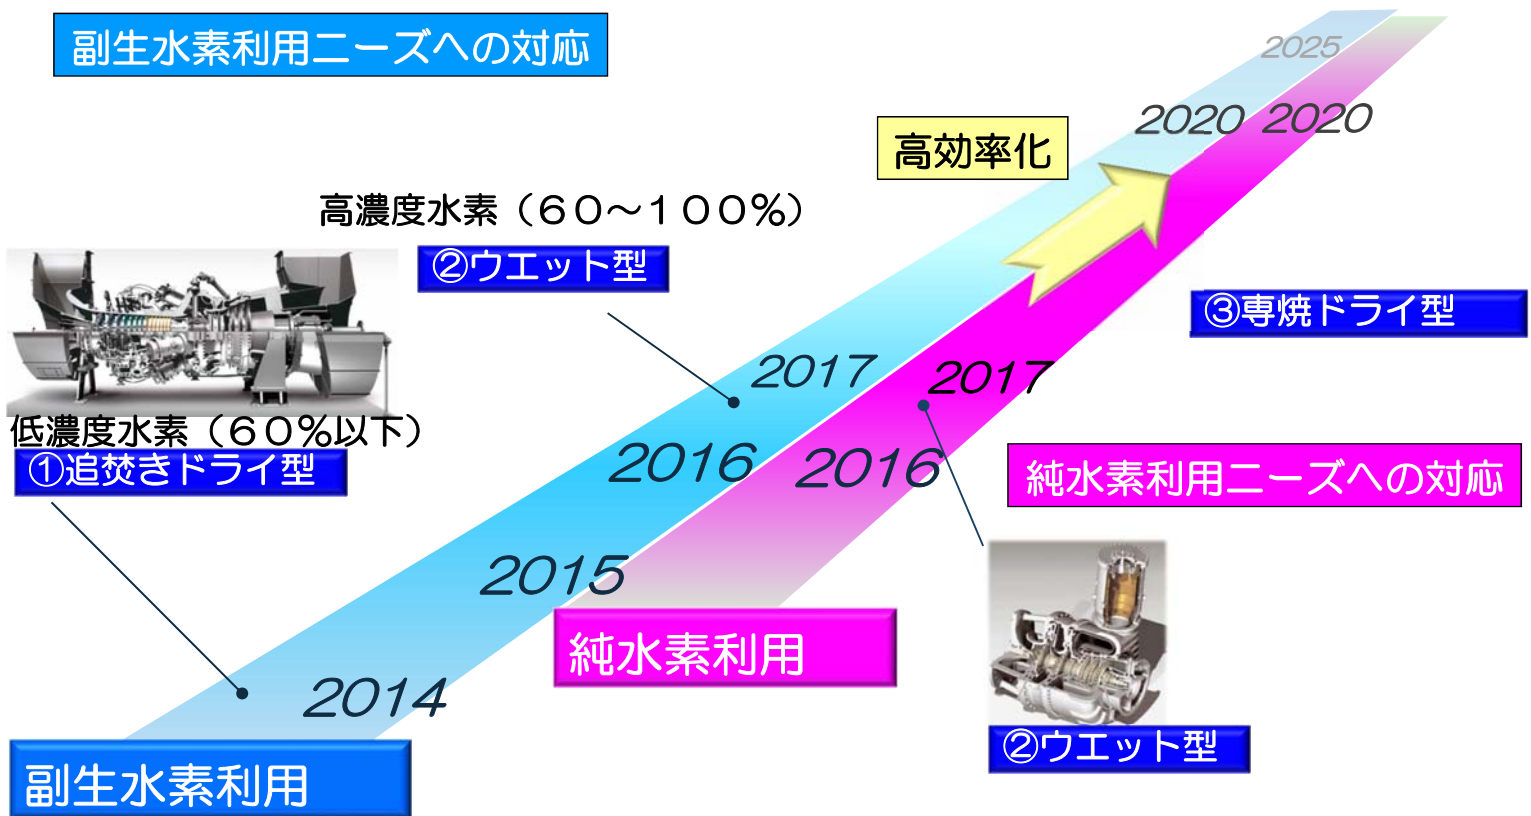 副生水素利用ニーズへの対応
2025
2020
2020
高効率化
高濃度水素（６０～１００％）
②ウエット型
③専焼ドライ型
2017
2017
低濃度水素（６０％以下）
①追焚きドライ型
2016
2016
純水素利用ニーズへの対応
2015
純水素利用
2014
②ウエット型
副生水素利用